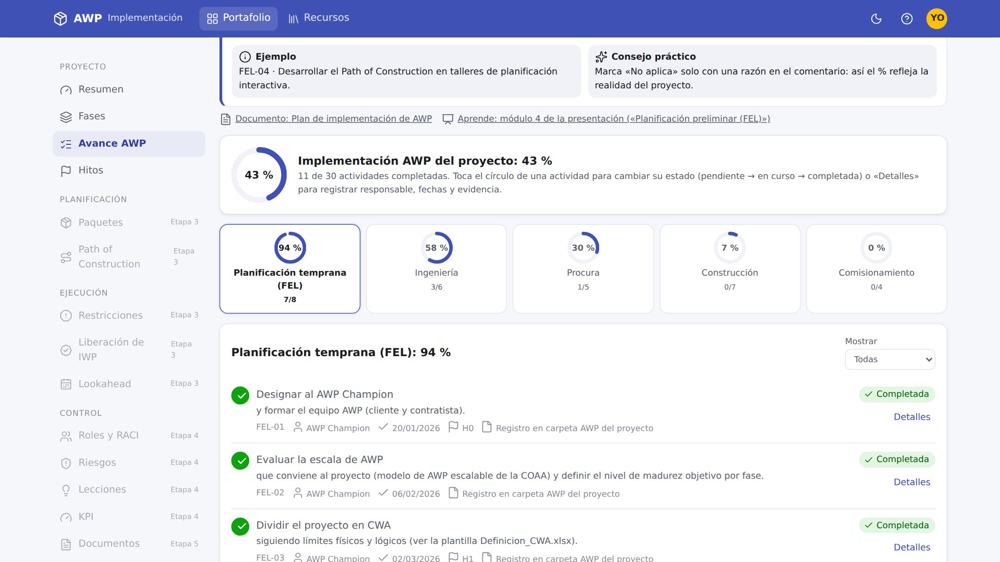 AWP Implementación
Portafolio
Recursos
YO
PROYECTO
Resumen
Fases
Avance AWP
Hitos
PLANIFICACIÓN
Paquetes Etapa 3
Path of Construction Etapa 3
EJECUCIÓN
Restricciones Etapa 3
Liberación de IWP Etapa 3
Lookahead Etapa 3
CONTROL
Roles y RACI Etapa 4
Riesgos Etapa 4
Lecciones Etapa 4
KPI Etapa 4
Documentos Etapa 5
Ejemplo
FEL-04 · Desarrollar el Path of Construction en talleres de planificación
interactiva.
Consejo práctico
Marca «No aplica» solo con una razón en el comentario: así el % refleja la
realidad del proyecto.
Documento: Plan de implementación de AWP
Aprende: módulo 4 de la presentación («Planificación preliminar (FEL)»)
43 %
Implementación AWP del proyecto: 43 %
11 de 30 actividades completadas. Toca el círculo de una actividad para cambiar su estado (pendiente → en curso → completada) o «Detalles»
para registrar responsable, fechas y evidencia.
94 %
Planificación temprana
(FEL)
7/8
58 %
Ingeniería
3/6
30 %
Procura
1/5
7 %
Construcción
0/7
0 %
Comisionamiento
0/4
Planificación temprana (FEL): 94 %
Mostrar
Todas
Designar al AWP Champion
y formar el equipo AWP (cliente y contratista).
FEL-01 AWP Champion 20/01/2026 H0 Registro en carpeta AWP del proyecto
Completada
Detalles
Evaluar la escala de AWP
que conviene al proyecto (modelo de AWP escalable de la COAA) y definir el nivel de madurez objetivo por fase.
FEL-02 AWP Champion 06/02/2026 Registro en carpeta AWP del proyecto
Completada
Detalles
Dividir el proyecto en CWA
siguiendo límites físicos y lógicos (ver la plantilla Definicion_CWA.xlsx).
FEL-03 AWP Champion 02/03/2026 H1 Registro en carpeta AWP del proyecto
Completada
Detalles